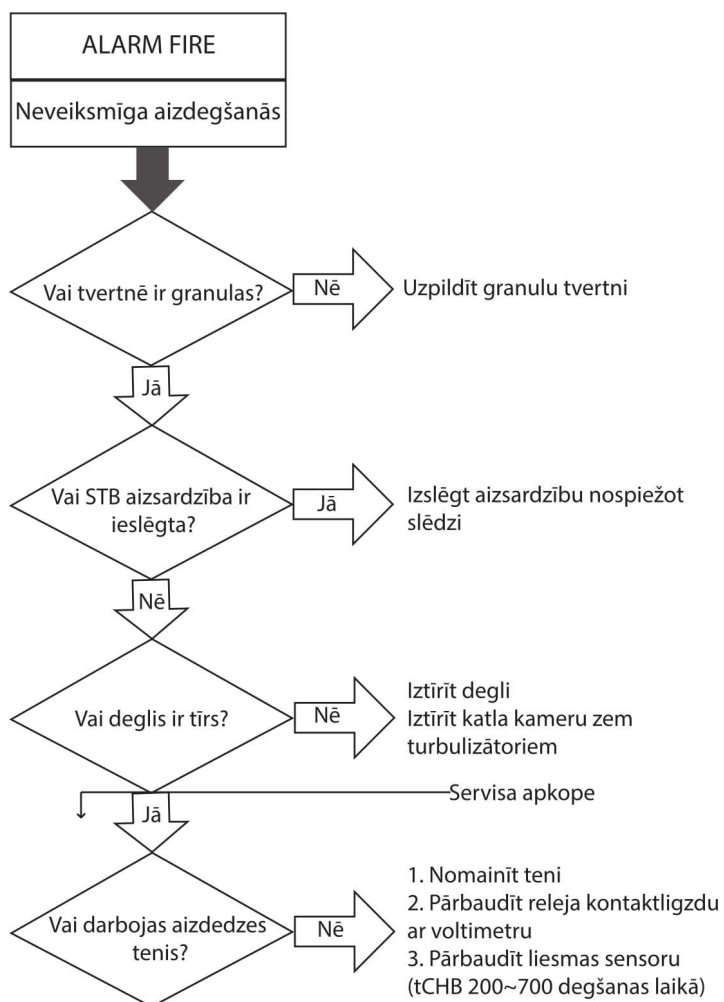 ALARM FIRE
Neveiksmīga aizdegšanās
Vai tvertnē ir granulas?
Nē
Uzpildīt granulu tvertni
Jā
Vai STB aizsardzība ir
ieslēgta?
Jā
Izslēgt aizsardzību nospiežot
slēdzi
Nē
Vai deglis ir tīrs?
Nē
Iztīrīt degli
Iztīrīt katla kameru zem
turbulizātoriem
Servisa apkope
Jā
Vai darbojas aizdedzes
tenis?
Nē
1. Nomainīt teni
2. Pārbaudīt releja kontaktligzdu
ar voltimetru
3. Pārbaudīt liesmas sensoru
(tCHB 200~700 degšanas laikā)